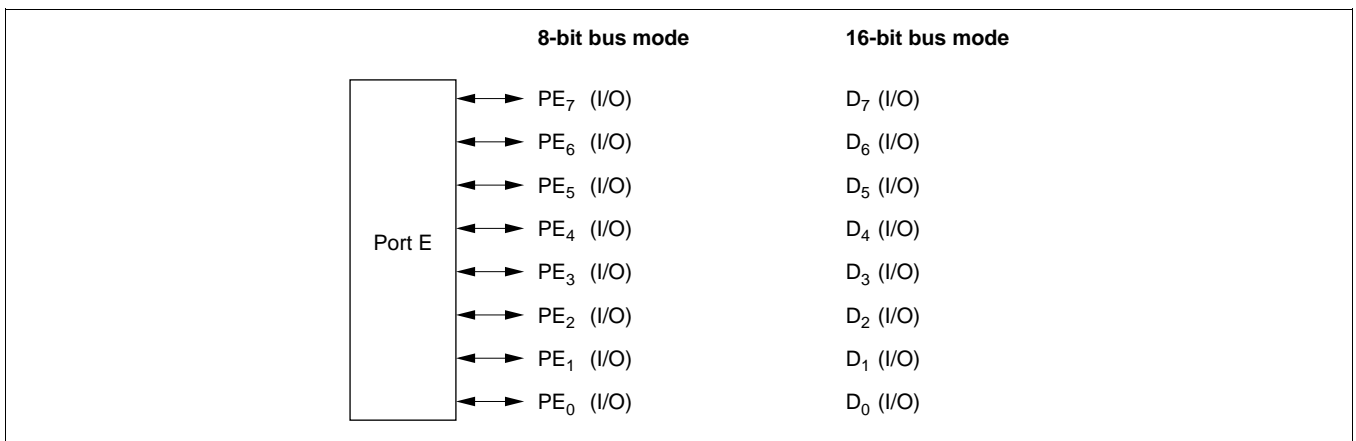 8-bit bus mode 16-bit bus mode
PE₇ (I/O) D₇ (I/O)
PE₆ (I/O) D₆ (I/O)
PE₅ (I/O) D₅ (I/O)
Port E PE₄ (I/O) D₄ (I/O)
PE₃ (I/O) D₃ (I/O)
PE₂ (I/O) D₂ (I/O)
PE₁ (I/O) D₁ (I/O)
PE₀ (I/O) D₀ (I/O)